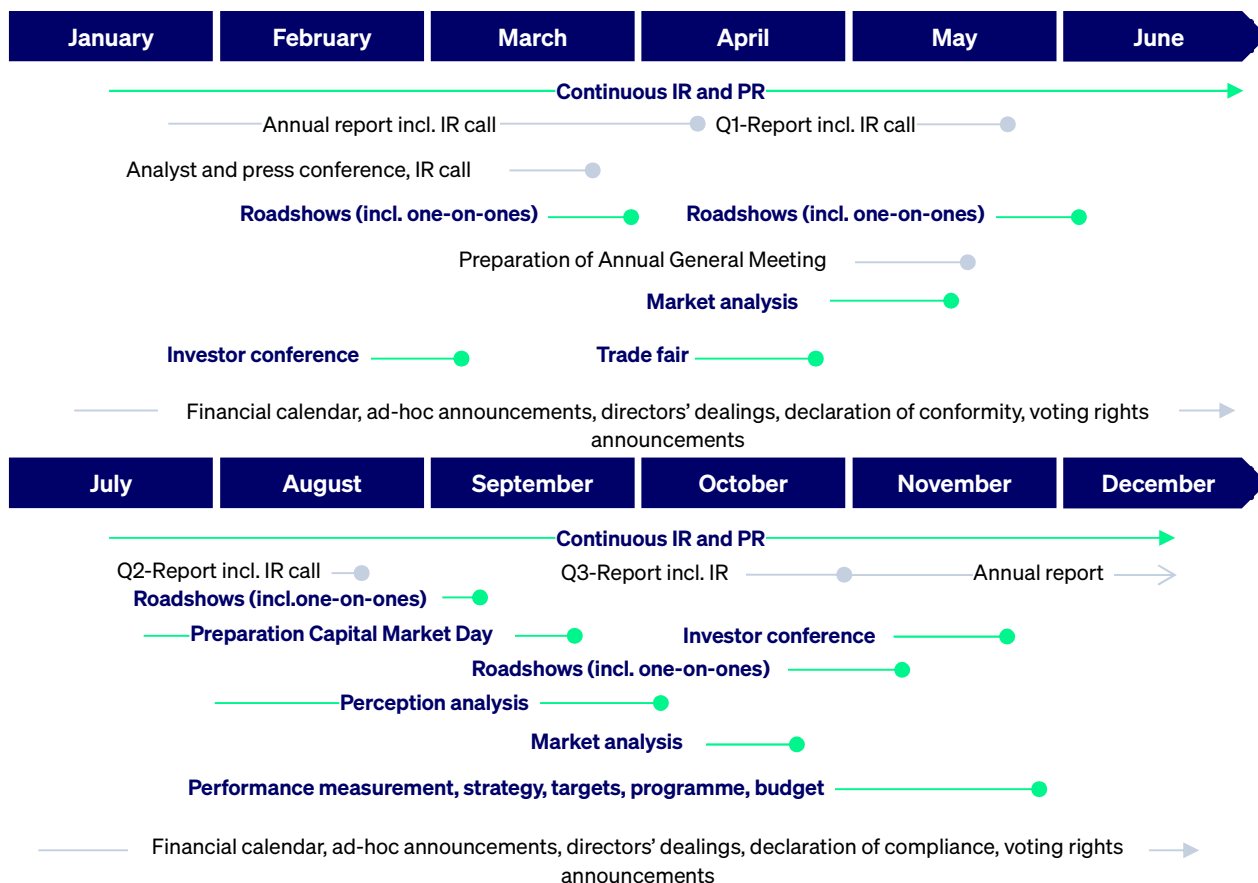 January February March April May June
Continuous IR and PR
Annual report incl. IR call Q1-Report incl. IR call
Analyst and press conference, IR call
Roadshows (incl. one-on-ones) Roadshows (incl. one-on-ones)
Preparation of Annual General Meeting
Market analysis
Investor conference Trade fair
Financial calendar, ad-hoc announcements, directors’ dealings, declaration of conformity, voting rights
announcements
July August September October November December
Continuous IR and PR
Q2-Report incl. IR call Q3-Report incl. IR Annual report
Roadshows (incl.one-on-ones)
Preparation Capital Market Day Investor conference
Roadshows (incl. one-on-ones)
Perception analysis
Market analysis
Performance measurement, strategy, targets, programme, budget
Financial calendar, ad-hoc announcements, directors’ dealings, declaration of compliance, voting rights
announcements